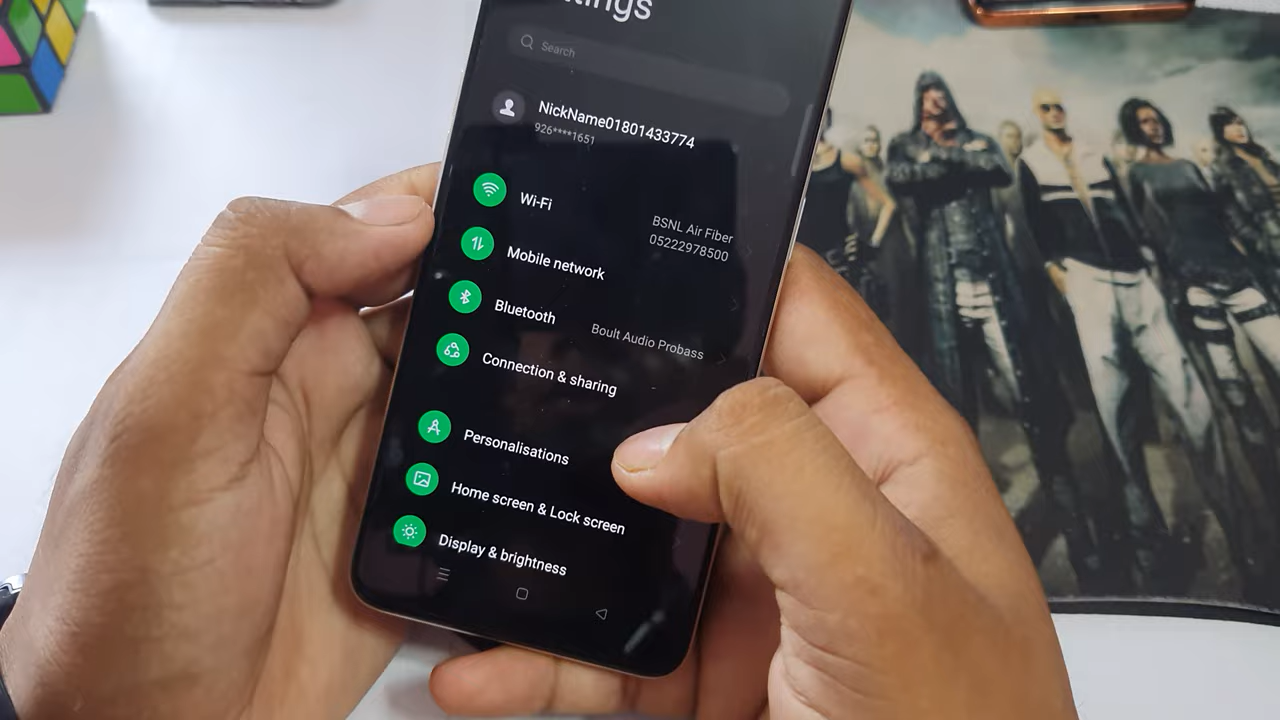 Search
NickName01801433774
926****1651
Wi-Fi
BSNL Air Fiber
05222978500
Mobile network
Bluetooth
Boult Audio Probass
Connection & sharing
Personalisations
Home screen & Lock screen
Display & brightness